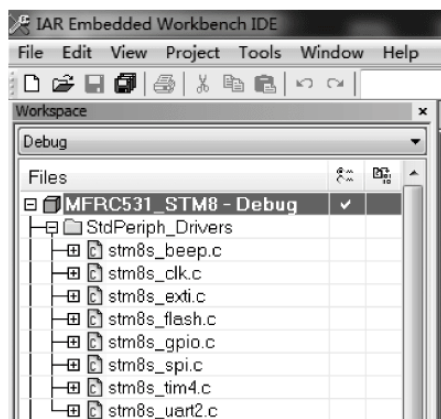 IAR Embedded Workbench IDE
File Edit View Project Tools Window Help
Workspace
Debug
Files
MFRC531_STM8 - Debug
StdPeriph_Drivers
stm8s_beep.c
stm8s_clk.c
stm8s_exti.c
stm8s_flash.c
stm8s_gpio.c
stm8s_spi.c
stm8s_tim4.c
stm8s_uart2.c